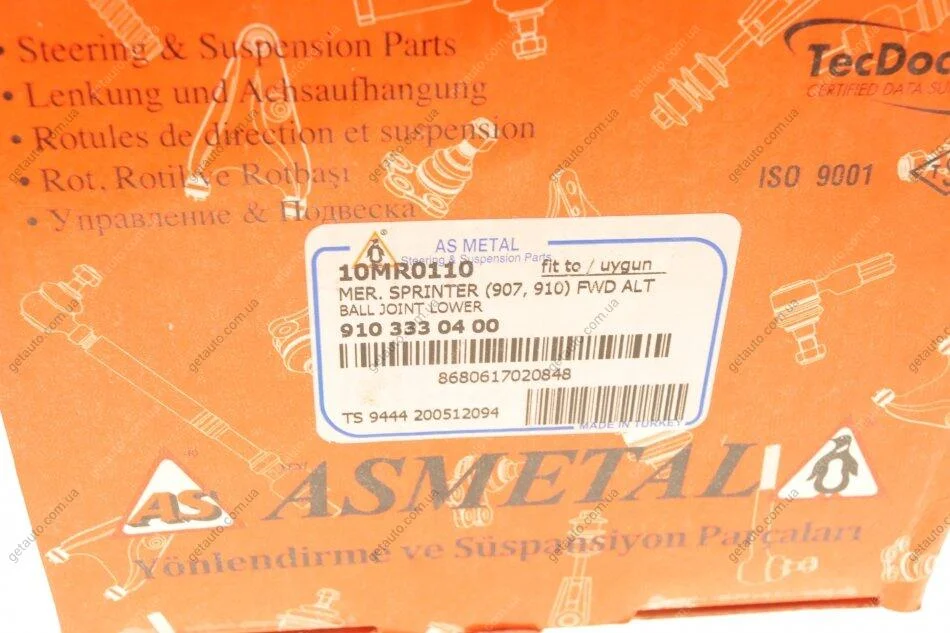 • Steering & Suspension Parts
• Lenkung und Achsaufhangung
• Rotules de direction et suspension
• Rot, Rotil ve Rotbaşı
• Управление & Подвеска
TecDoc
CERTIFIED DATA SU
ISO 9001
AS METAL
Steering & Suspension Parts
10MR0110 fit to / uygun
MER. SPRINTER (907, 910) FWD ALT
BALL JOINT LOWER
910 333 04 00
8680617020848
TS 9444 200512094
MADE IN TURKEY
AS ASMETAL
Yönlendirme ve Süspansiyon Parçaları
getauto.com.ua